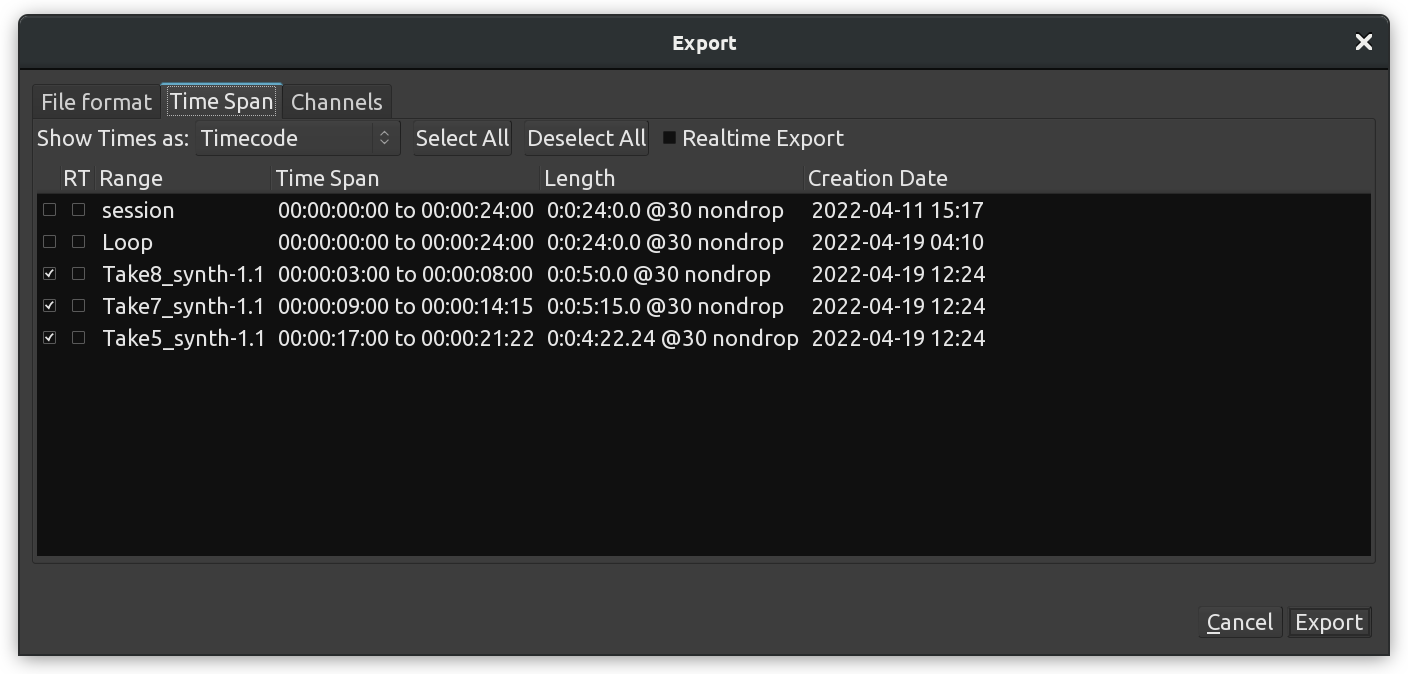 Export
File format Time Span Channels
Show Times as: Timecode Select All Deselect All Realtime Export
RT Range Time Span Length Creation Date
session 00:00:00:00 to 00:00:24:00 0:0:24:0.0 @30 nondrop 2022-04-11 15:17
Loop 00:00:00:00 to 00:00:24:00 0:0:24:0.0 @30 nondrop 2022-04-19 04:10
Take8_synth-1.1 00:00:03:00 to 00:00:08:00 0:0:5:0.0 @30 nondrop 2022-04-19 12:24
Take7_synth-1.1 00:00:09:00 to 00:00:14:15 0:0:5:15.0 @30 nondrop 2022-04-19 12:24
Take5_synth-1.1 00:00:17:00 to 00:00:21:22 0:0:4:22.24 @30 nondrop 2022-04-19 12:24
Cancel Export